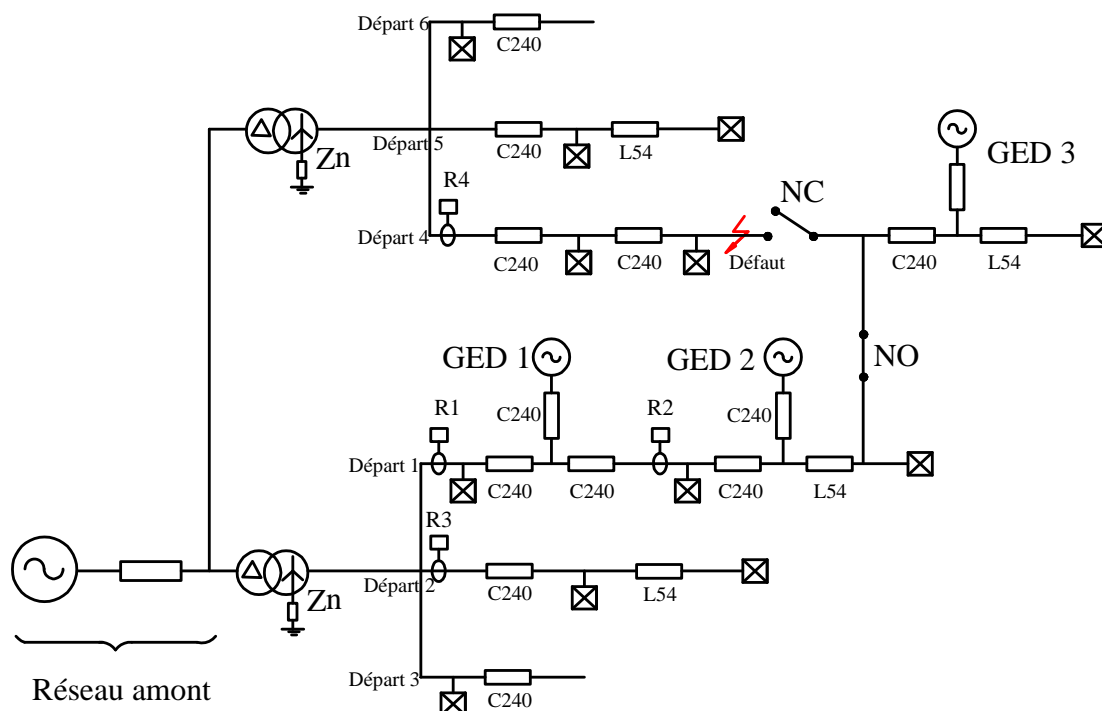 Départ 6
C240
Zn
Départ 5
C240
L54
GED 3
R4
NC
Départ 4
C240
C240
Défaut
C240
L54
GED 1
GED 2
NO
R1
C240
R2
C240
Départ 1
C240
C240
C240
L54
R3
Zn
Départ 2
C240
L54
Réseau amont
Départ 3
C240